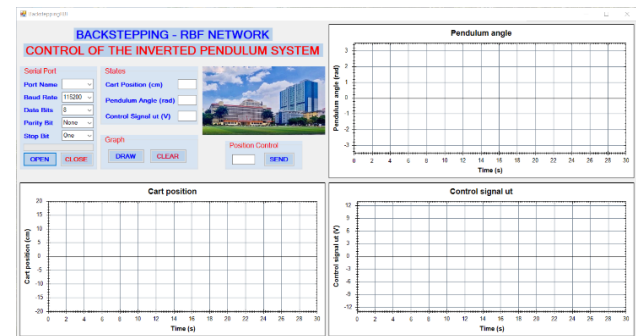 BACKSTEPPING - RBF NETWORK
CONTROL OF THE INVERTED PENDULUM SYSTEM
Serial Port
Port Name
Baud Rate 115200
Data Bits 8
Parity Bit None
Stop Bit One
OPEN CLOSE
States
Cart Position (cm)
Pendulum Angle (rad)
Control Signal ut (V)
Graph
DRAW CLEAR
Position Control
SEND
Pendulum angle
Pendulum angle (rad)
3
2
1
0
-1
-2
-3
0 2 4 6 8 10 12 14 16 18 20 22 24 26 28 30
Time (s)
Cart position
Cart position (cm)
20
15
10
5
0
-5
-10
-15
-20
0 2 4 6 8 10 12 14 16 18 20 22 24 26 28 30
Time (s)
Control signal ut
Control signal ut (V)
12
9
6
3
0
-3
-6
-9
-12
0 2 4 6 8 10 12 14 16 18 20 22 24 26 28 30
Time (s)